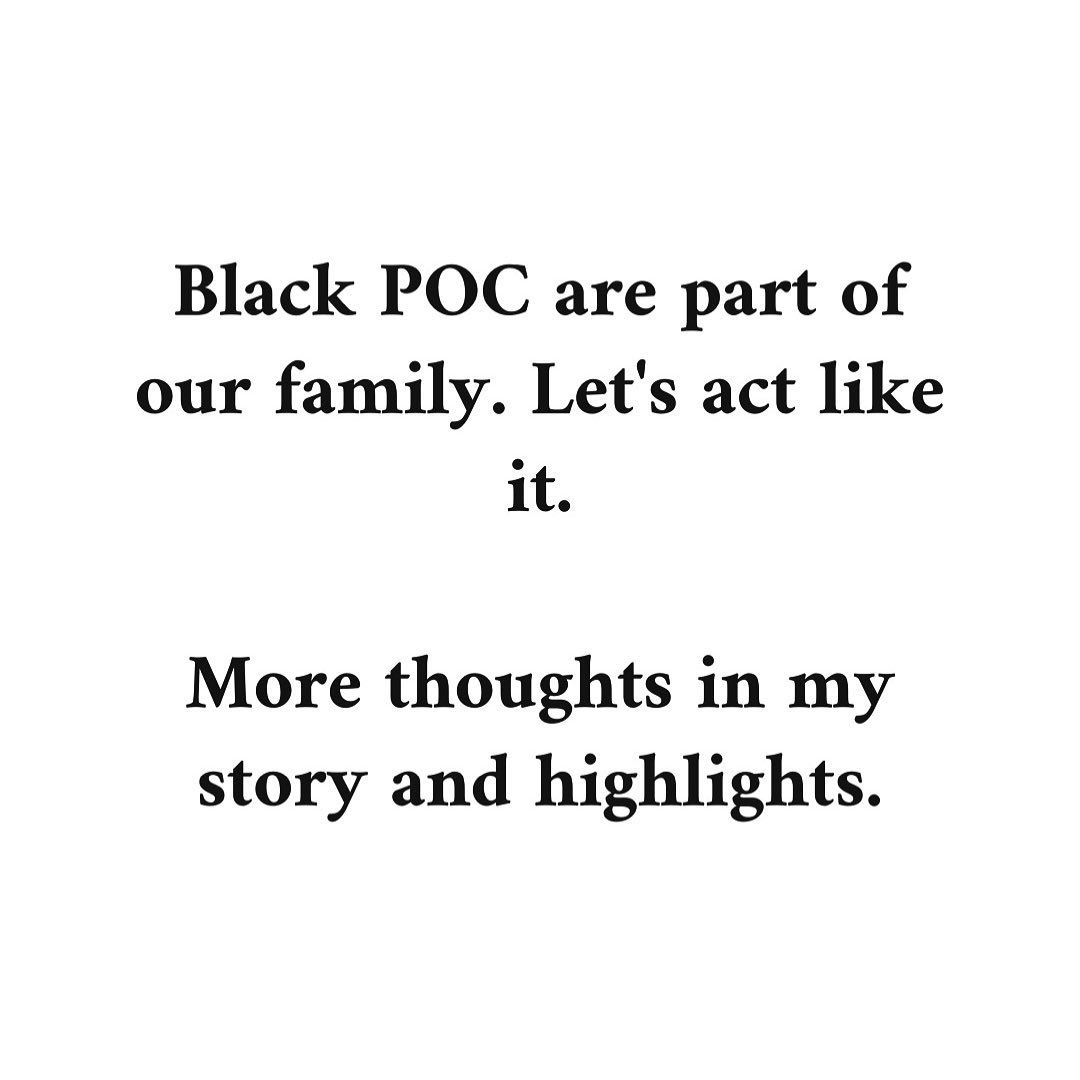 Black POC are part of
our family. Let's act like
it.
More thoughts in my
story and highlights.